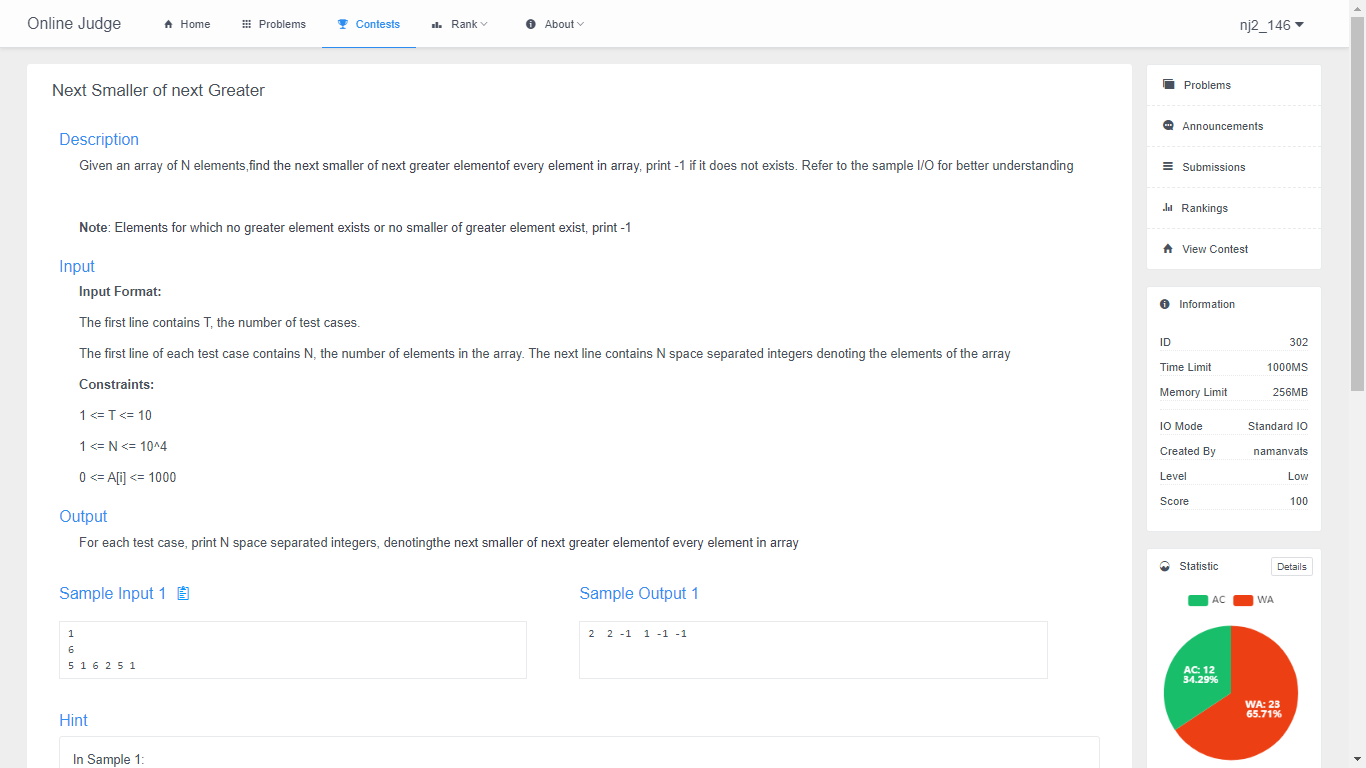 Online Judge
Home
Problems
Contests
Rank
About
nj2_146
Next Smaller of next Greater
Description
Given an array of N elements,find the next smaller of next greater elementof every element in array, print -1 if it does not exists. Refer to the sample I/O for better understanding
Note: Elements for which no greater element exists or no smaller of greater element exist, print -1
Input
Input Format:
The first line contains T, the number of test cases.
The first line of each test case contains N, the number of elements in the array. The next line contains N space separated integers denoting the elements of the array
Constraints:
1 <= T <= 10
1 <= N <= 10^4
0 <= A[i] <= 1000
Output
For each test case, print N space separated integers, denotingthe next smaller of next greater elementof every element in array
Sample Input 1
1
6
5 1 6 2 5 1
Sample Output 1
2  2 -1  1 -1 -1
Hint
In Sample 1:
Problems
Announcements
Submissions
Rankings
View Contest
Information
ID 302
Time Limit 1000MS
Memory Limit 256MB
IO Mode Standard IO
Created By namanvats
Level Low
Score 100
Statistic Details
AC WA
AC: 12
34.29%
WA: 23
65.71%